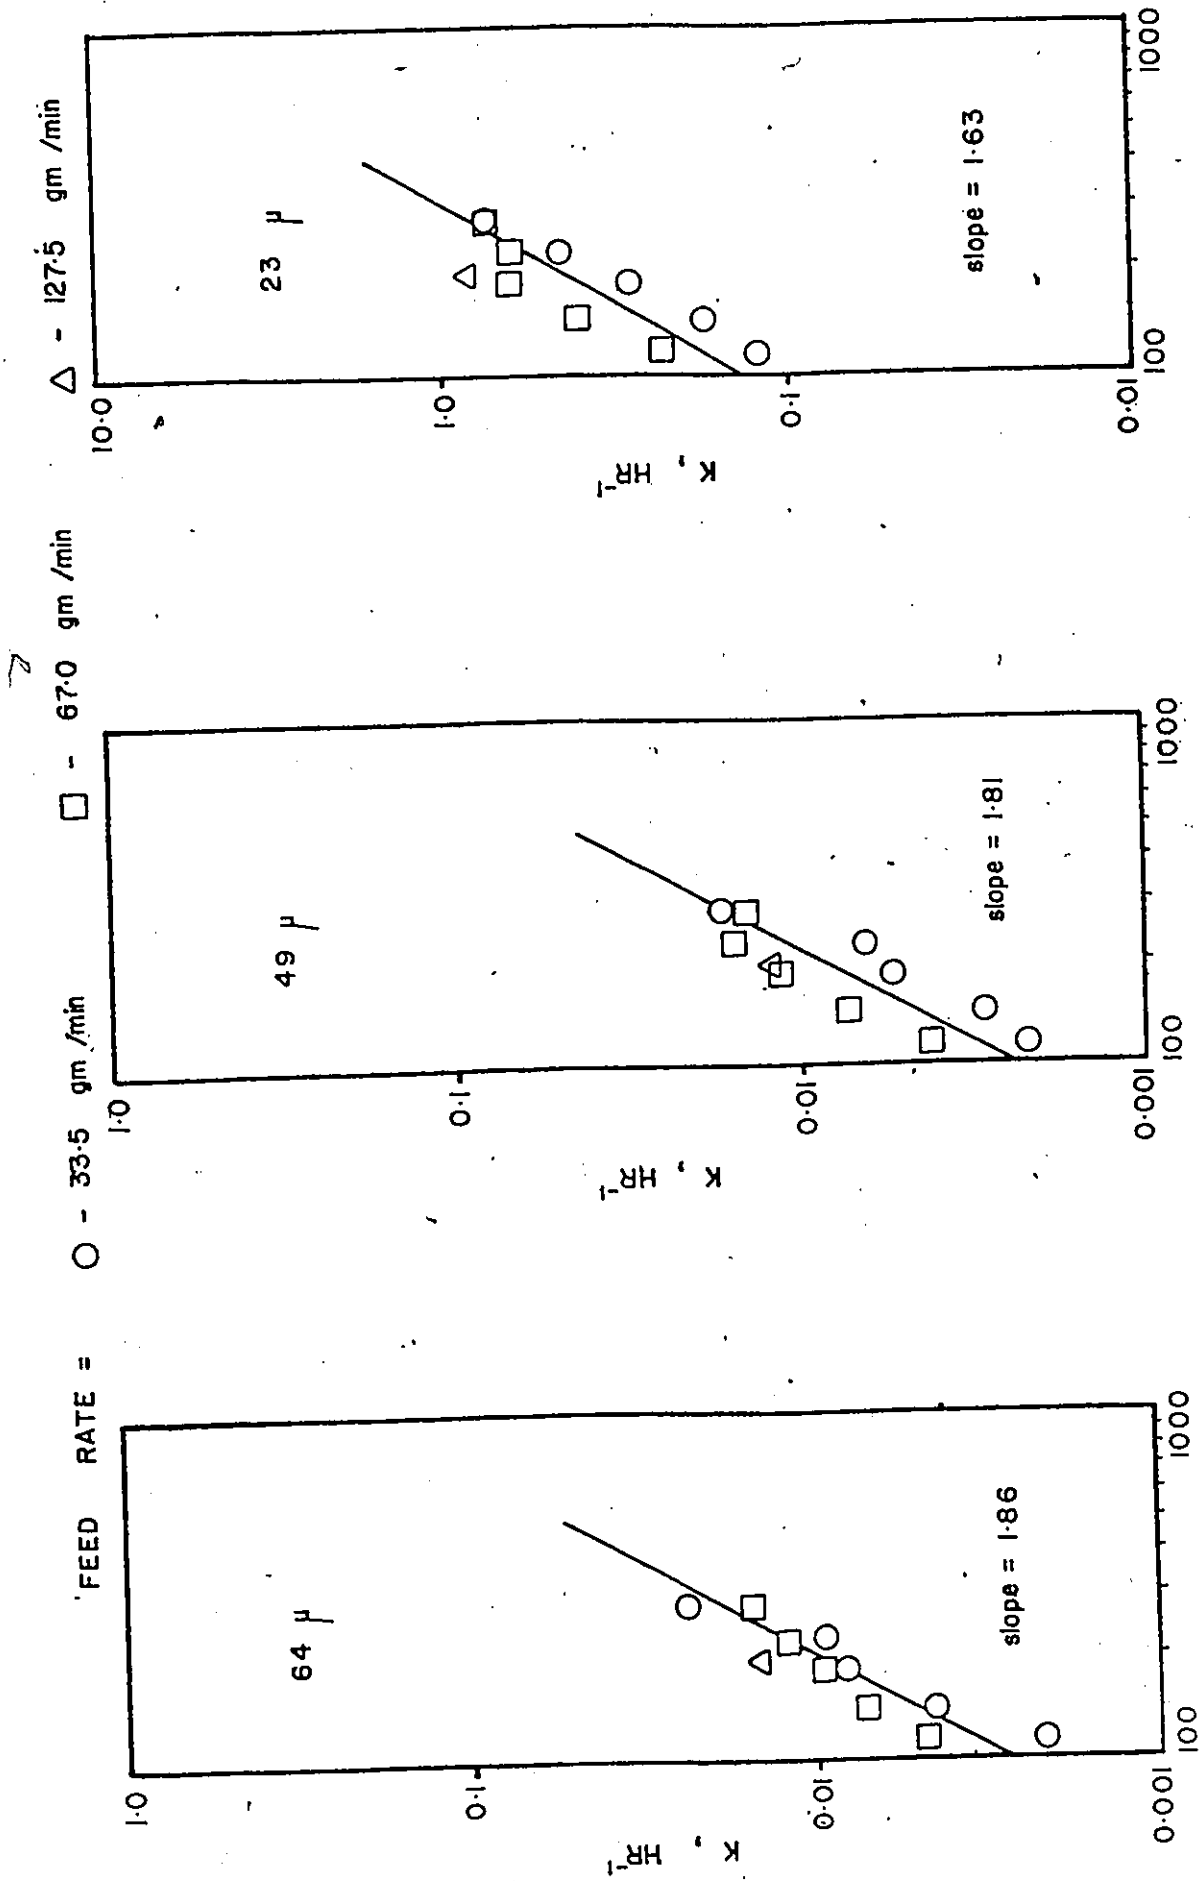 FEED RATE = ○ - 33.5 gm/min □ - 67.0 gm/min △ - 127.5 gm/min
64 μ
slope = 1.86
K, HR⁻¹
1.0
0.1
0.01
0.001
100
1000
49 μ
slope = 1.81
K, HR⁻¹
1.0
0.1
0.01
0.001
100
1000
23 μ
slope = 1.63
K, HR⁻¹
10.0
1.0
0.1
0.01
100
1000